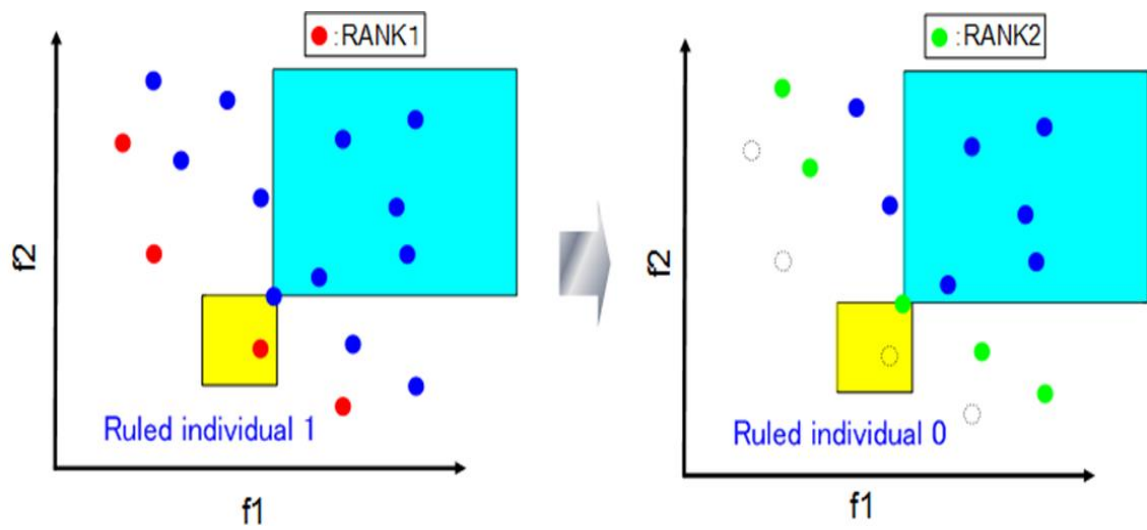 :RANK1
f2
Ruled individual 1
f1
:RANK2
f2
Ruled individual 0
f1